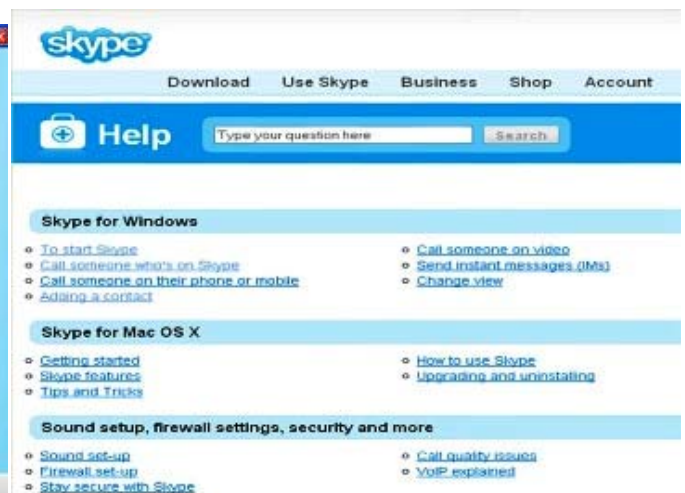 skype
Download Use Skype Business Shop Account
Help Type your question here Search
Skype for Windows
To start Skype Call someone on video
Call someone who's on Skype Send instant messages (IMs)
Call someone on their phone or mobile Change view
Adding a contact
Skype for Mac OS X
Getting started How to use Skype
Skype features Upgrading and uninstalling
Tips and Tricks
Sound setup, firewall settings, security and more
Sound set-up Call quality issues
Firewall set-up VoIP explained
Stay secure with Skype